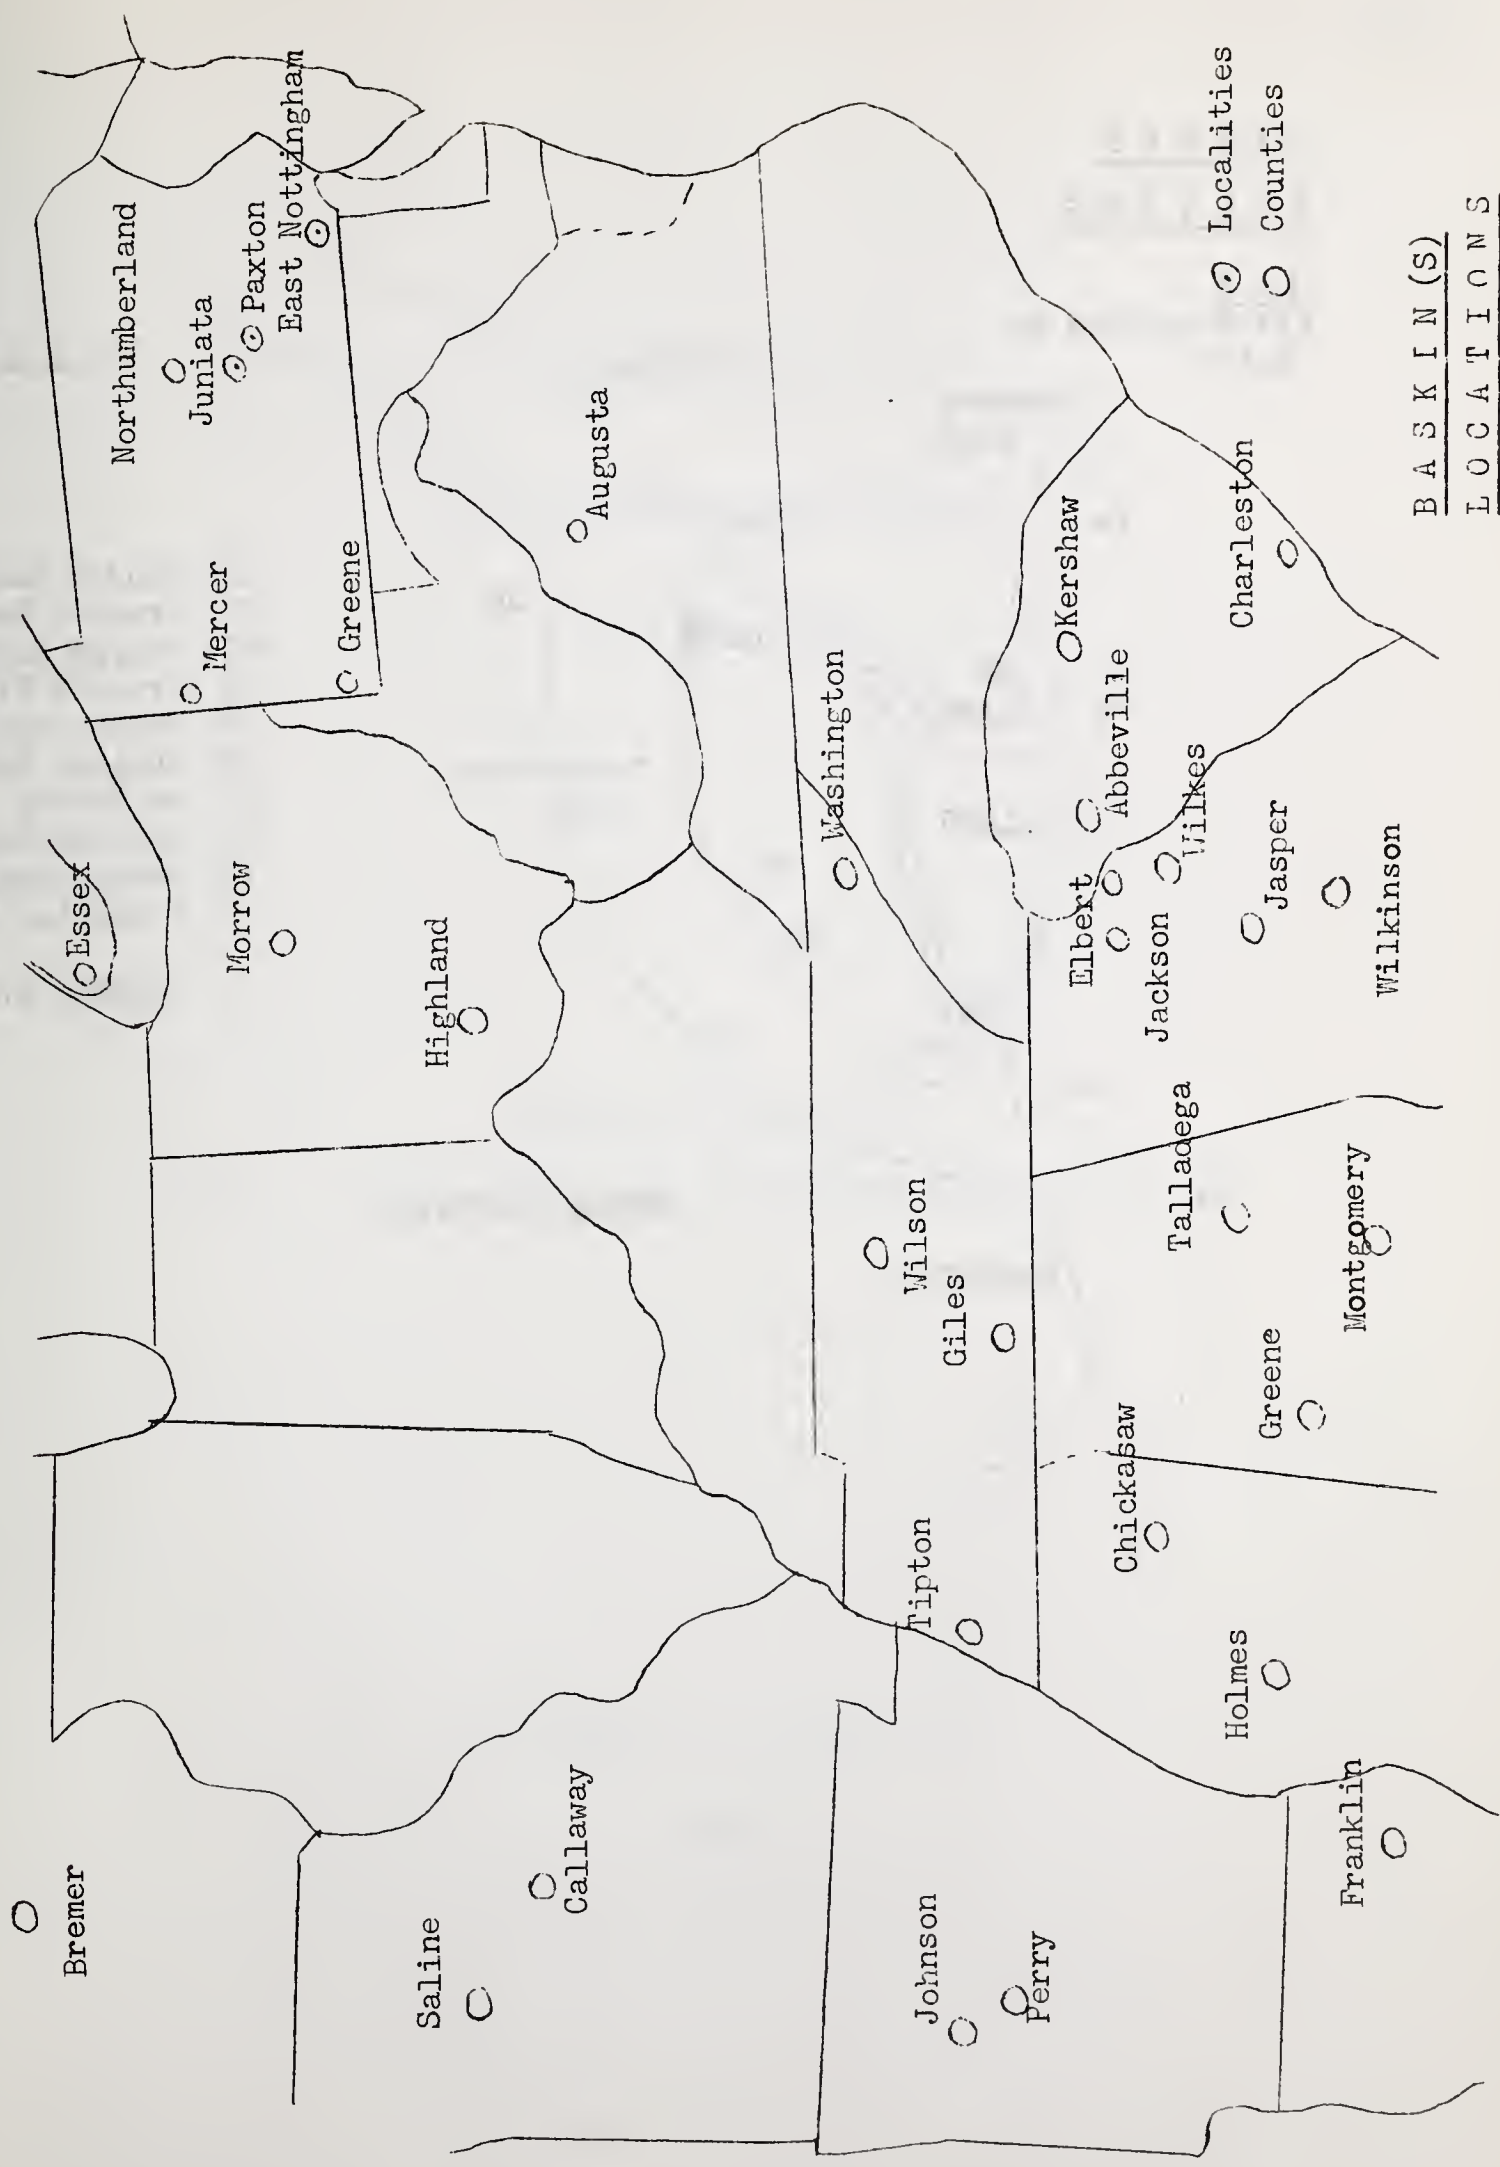 Bremer
Essex
Northumberland
Juniata
Paxton
East Nottingham
Mercer
Greene
Morrow
Highland
Saline
Callaway
Augusta
Washington
Wilson
Giles
Tipton
Johnson
Perry
Kershaw
Abbeville
Charleston
Elbert
Wilkes
Jackson
Jasper
Wilkinson
Talladega
Montgomery
Greene
Chickasaw
Holmes
Franklin
Localities
Counties
BASKIN(S)
LOCATIONS